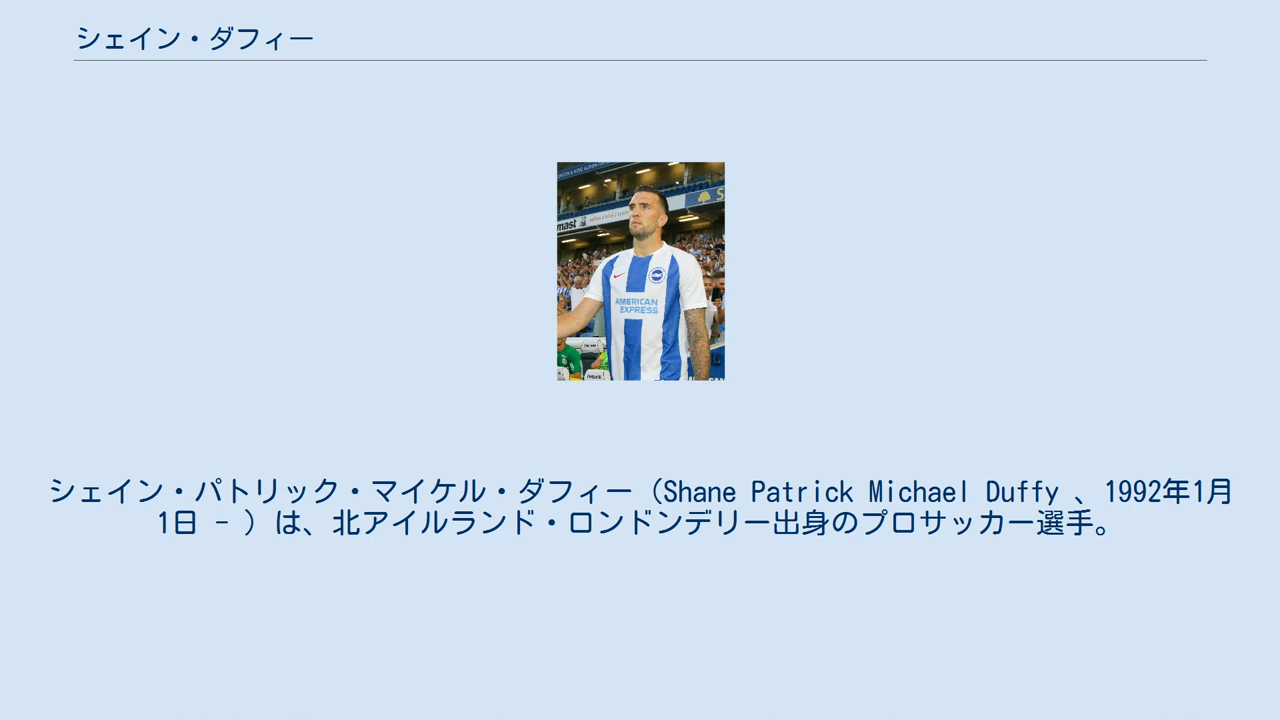 シェイン・ダフィー
mast
AMERICAN
EXPRESS
シェイン・パトリック・マイケル・ダフィー（Shane Patrick Michael Duffy 、1992年1月
1日 - ）は、北アイルランド・ロンドンデリー出身のプロサッカー選手。